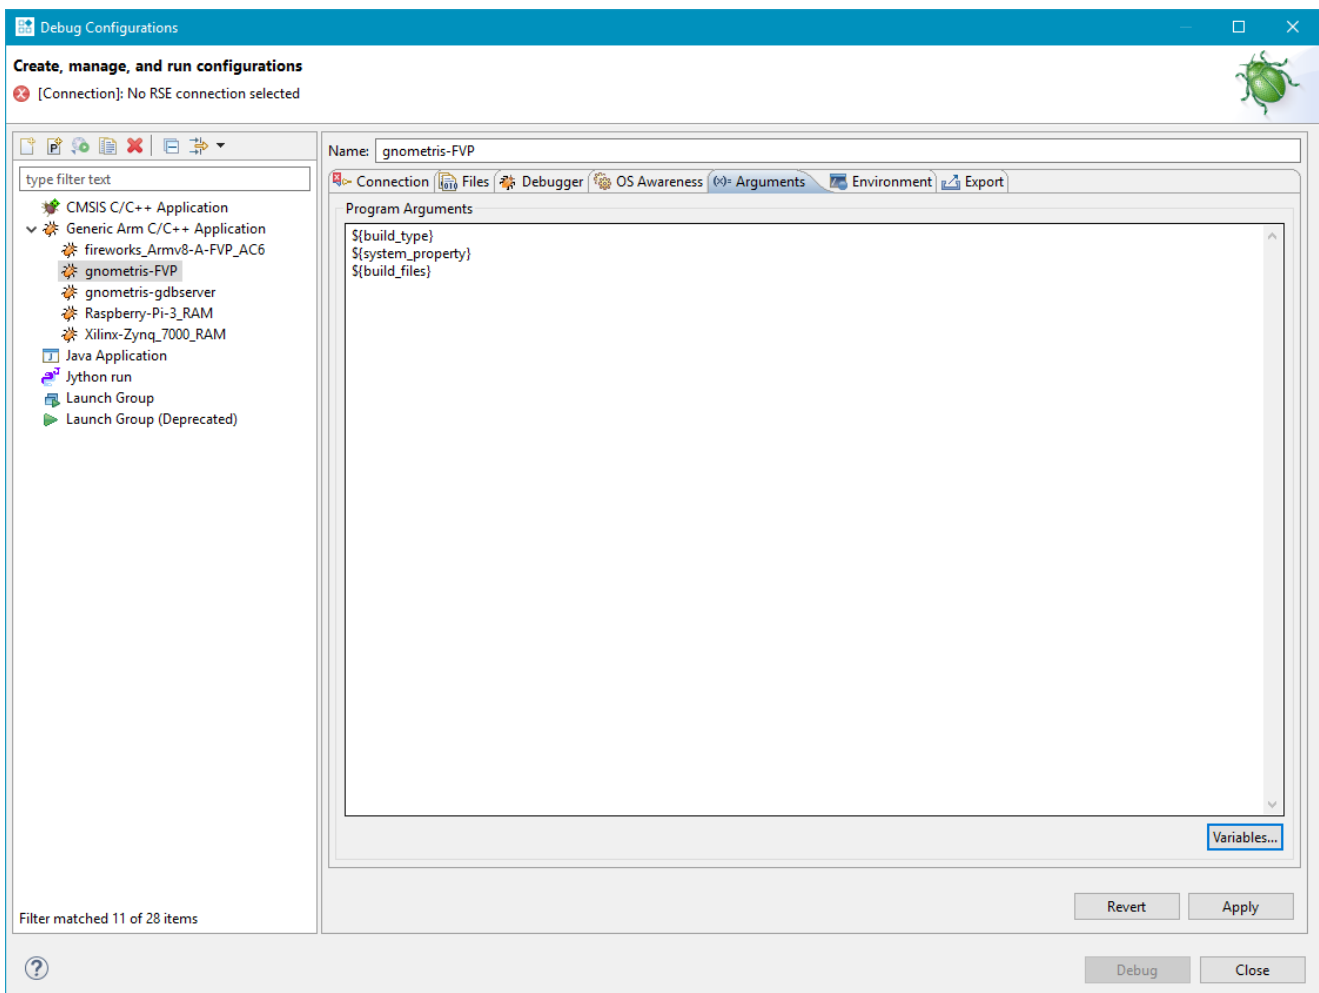 Debug Configurations
Create, manage, and run configurations
[Connection]: No RSE connection selected
type filter text
CMSIS C/C++ Application
Generic Arm C/C++ Application
fireworks_Armv8-A-FVP_AC6
gnometris-FVP
gnometris-gdbserver
Raspberry-Pi-3_RAM
Xilinx-Zynq_7000_RAM
Java Application
Jython run
Launch Group
Launch Group (Deprecated)
Filter matched 11 of 28 items
Name: gnometris-FVP
Connection Files Debugger OS Awareness (x)= Arguments Environment Export
Program Arguments
${build_type}
${system_property}
${build_files}
Variables...
Revert Apply
Debug Close